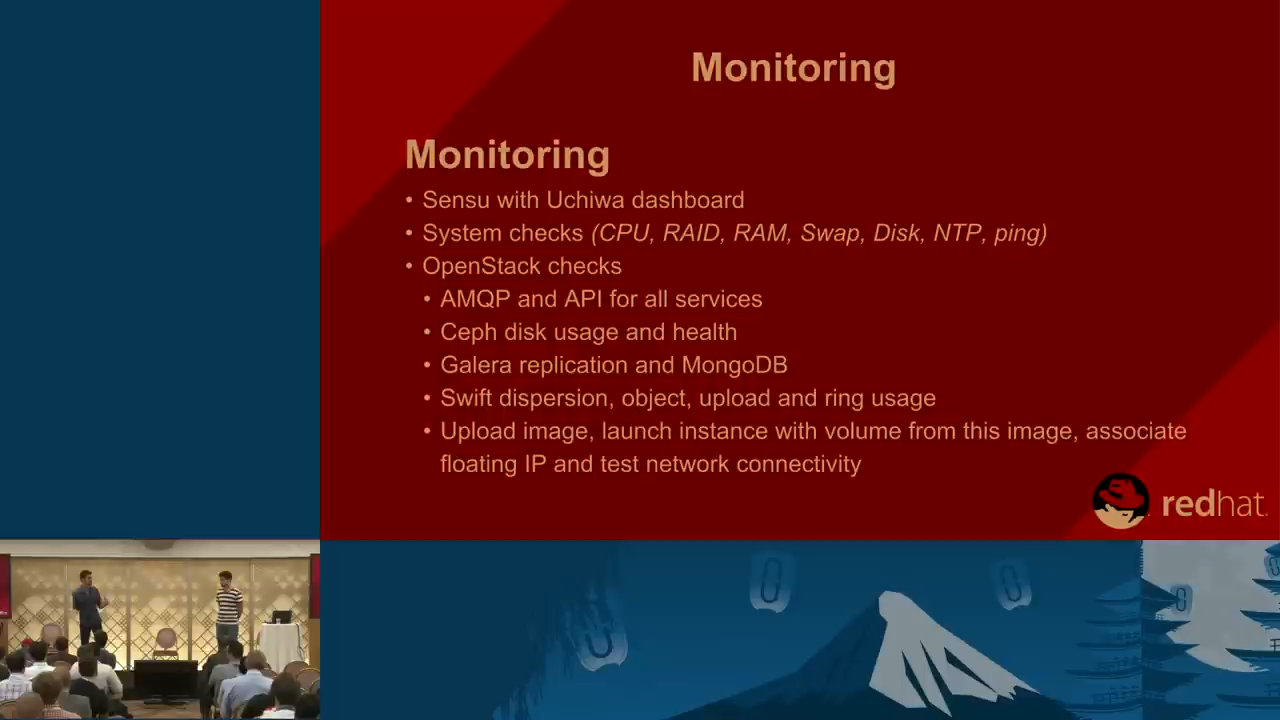 Monitoring
Monitoring
• Sensu with Uchiwa dashboard
• System checks (CPU, RAID, RAM, Swap, Disk, NTP, ping)
• OpenStack checks
• AMQP and API for all services
• Ceph disk usage and health
• Galera replication and MongoDB
• Swift dispersion, object, upload and ring usage
• Upload image, launch instance with volume from this image, associate
floating IP and test network connectivity
redhat.